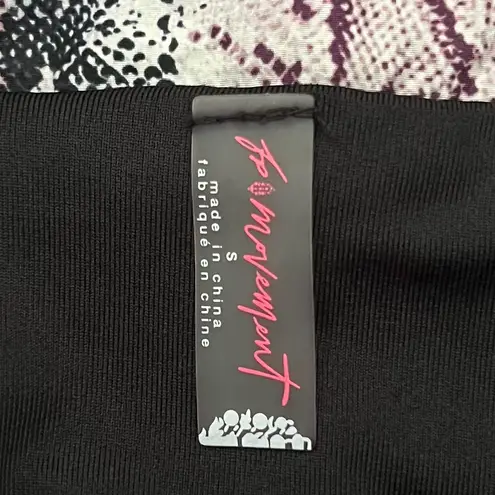 fp movement
S
made in china
fabriqué en chine